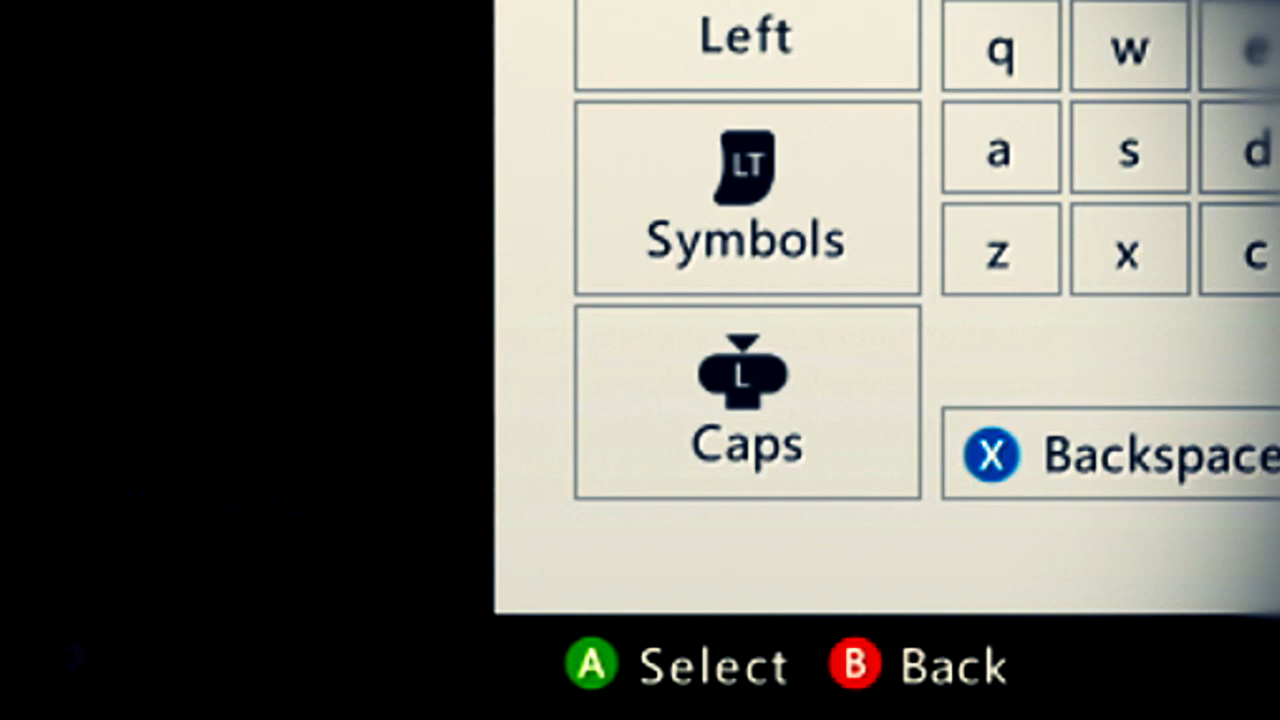 Left
q w e
LT
Symbols
a s d
z x c
L
Caps
X Backspace
A Select B Back